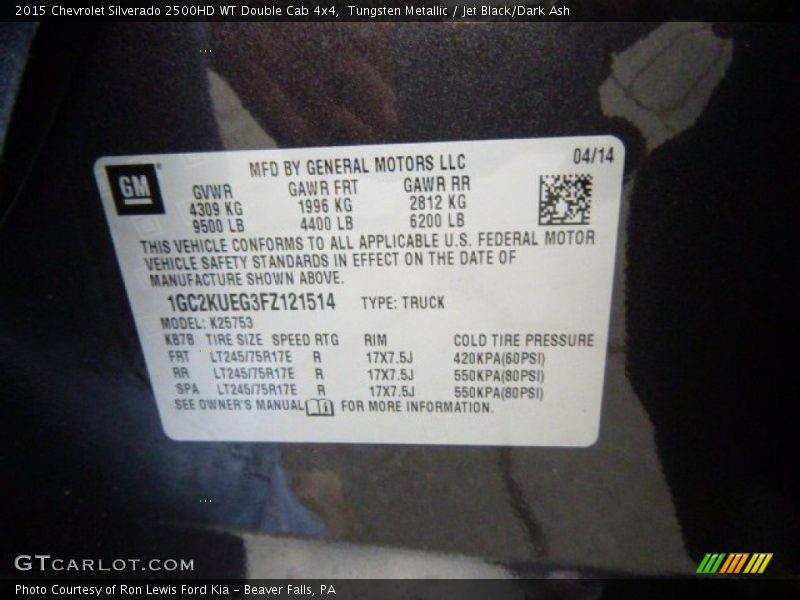 2015 Chevrolet Silverado 2500HD WT Double Cab 4x4, Tungsten Metallic / Jet Black/Dark Ash
GM
MFD BY GENERAL MOTORS LLC 04/14
GVWR GAWR FRT GAWR RR
4309 KG 1996 KG 2812 KG
9500 LB 4400 LB 6200 LB
THIS VEHICLE CONFORMS TO ALL APPLICABLE U.S. FEDERAL MOTOR
VEHICLE SAFETY STANDARDS IN EFFECT ON THE DATE OF
MANUFACTURE SHOWN ABOVE.
1GC2KUEG3FZ121514 TYPE: TRUCK
MODEL: K25753
KB7B TIRE SIZE SPEED RTG RIM COLD TIRE PRESSURE
FRT LT245/75R17E R 17X7.5J 420KPA(60PSI)
RR LT245/75R17E R 17X7.5J 550KPA(80PSI)
SPA LT245/75R17E R 17X7.5J 550KPA(80PSI)
SEE OWNER'S MANUAL FOR MORE INFORMATION.
GTCARLOT.COM
Photo Courtesy of Ron Lewis Ford Kia – Beaver Falls, PA